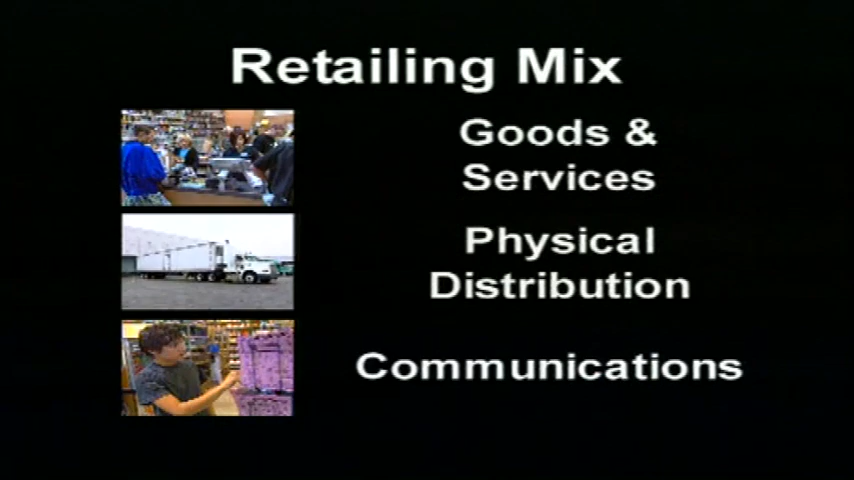 Retailing Mix
Goods &
Services
Physical
Distribution
Communications